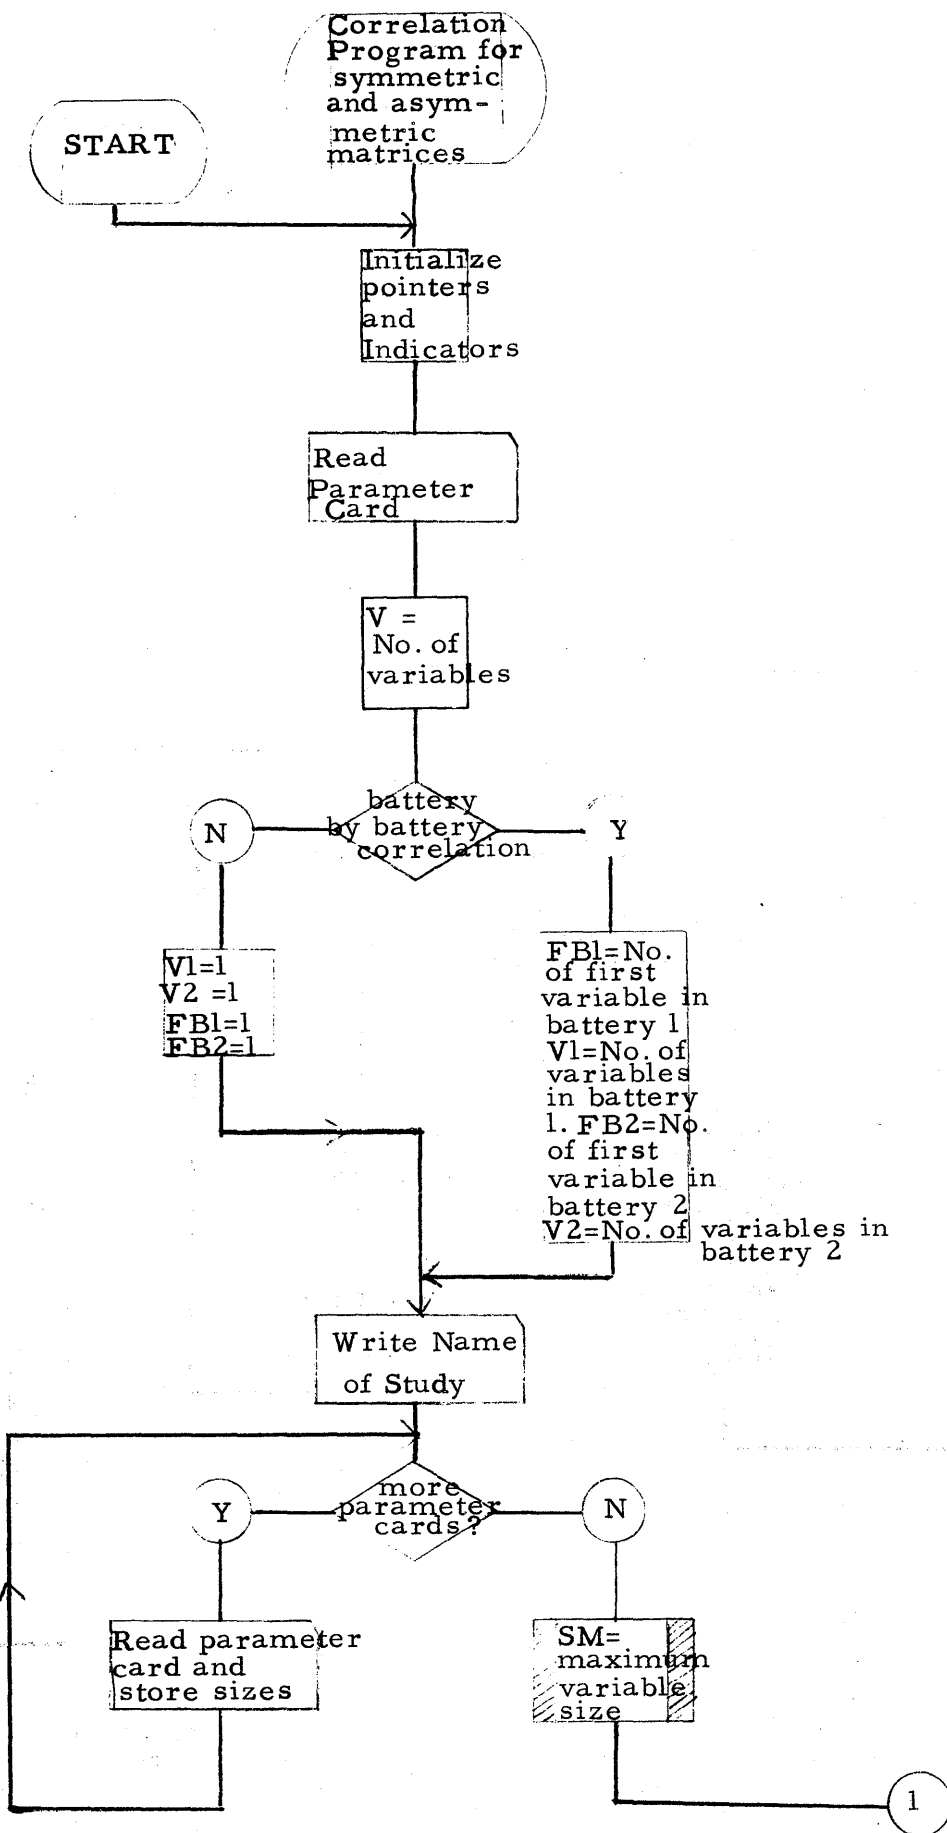 Correlation
Program for
symmetric
and asym-
metric
matrices
START
Initialize
pointers
and
Indicators
Read
Parameter
Card
V =
No. of
variables
battery
by battery
correlation
N
Y
V1=1
V2 =1
FB1=1
FB2=1
FB1=No.
of first
variable in
battery 1
V1=No. of
variables
in battery
1. FB2=No.
of first
variable in
battery 2
V2=No. of variables in
battery 2
Write Name
of Study
more
parameter
cards?
Y
N
Read parameter
card and
store sizes
SM=
maximum
variable
size
1